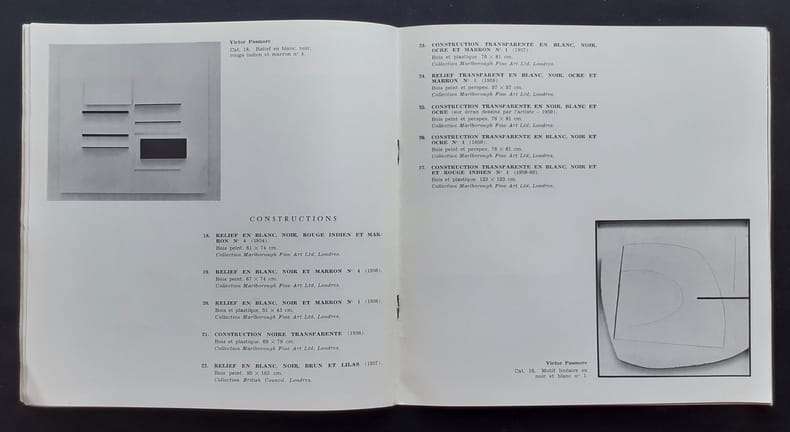 Victor Pasmore
Cat. 18. Relief en blanc, noir,
rouge indien et marron n° 4.
CONSTRUCTIONS
18. RELIEF EN BLANC, NOIR, ROUGE INDIEN ET MAR-
RON N° 4 (1954).
Bois peint. 61 × 74 cm.
Collection Marlborough Fine Art Ltd, Londres.
19. RELIEF EN BLANC, NOIR ET MARRON N° 4 (1956).
Bois peint. 67 × 74 cm.
Collection Marlborough Fine Art Ltd, Londres.
20. RELIEF EN BLANC, NOIR ET MARRON N° 1 (1956)
Bois et plastique. 51 × 43 cm.
Collection Marlborough Fine Art Ltd, Londres.
21. CONSTRUCTION NOIRE TRANSPARENTE (1956)
Bois et plastique. 69 × 79 cm.
Collection Marlborough Fine Art Ltd, Londres.
22. RELIEF EN BLANC, NOIR, BRUN ET LILAS (1957).
Bois peint. × 163 cm.
Collection British Council, Londres.
23. CONSTRUCTION TRANSPARENTE EN BLANC, NOIR,
OCRE ET MARRON N° 1 (1957)
Bois et plastique. 76 × 81 cm.
Collection Marlborough Fine Art Ltd, Londres.
24. RELIEF TRANSPARENT EN BLANC, NOIR, OCRE ET
MARRON N° 1 (1959)
Bois peint et perspex. 37 × 37 cm.
Collection Marlborough Fine Art Ltd, Londres.
25. CONSTRUCTION TRANSPARENTE EN NOIR, BLANC ET
OCRE (sur écran dessiné par l'artiste - 1959).
Bois peint et perspex. 76 × 81 cm.
Collection Marlborough Fine Art Ltd, Londres.
26. CONSTRUCTION TRANSPARENTE EN BLANC, NOIR ET
OCRE N° 1 (1959)
Bois peint et perspex. 76 × 81 cm.
Collection Marlborough Fine Art Ltd, Londres.
27. CONSTRUCTION TRANSPARENTE EN BLANC, NOIR ET
ET ROUGE INDIEN N° 1 (1959-60).
Bois et plastique. 123 × 123 cm.
Collection Marlborough Fine Art Ltd, Londres.
Victor Pasmore
Cat. 16. Motif linéaire en
noir et blanc n° 1.